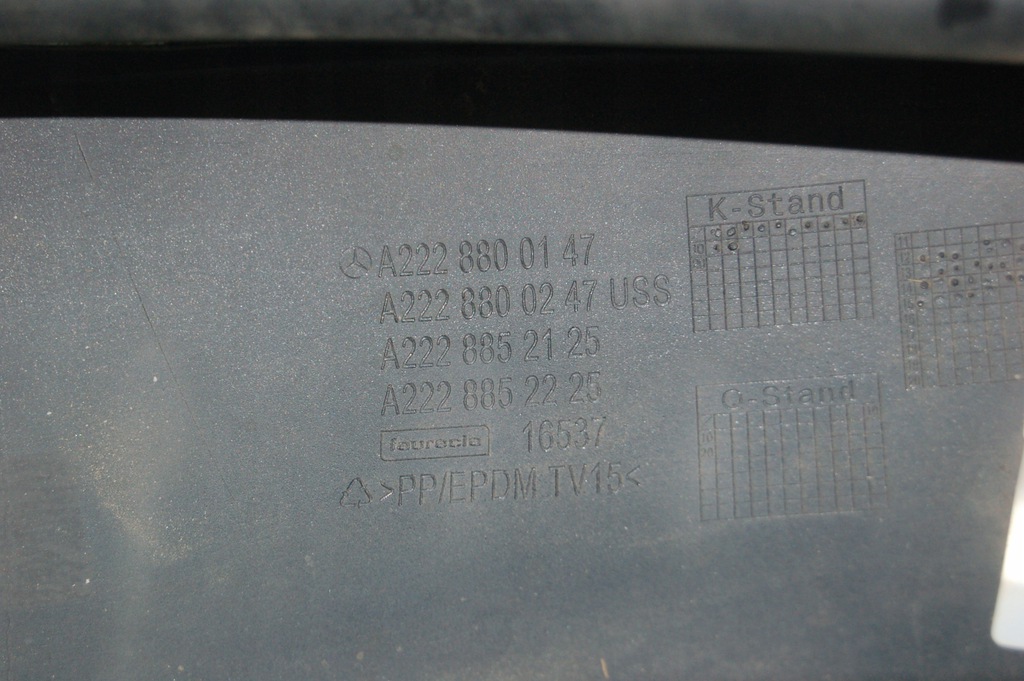 A222 880 01 47
A222 880 02 47 USS
A222 885 21 25
A222 885 22 25
faurecia 16537
>PP/EPDM TV15<
K-Stand
O-Stand